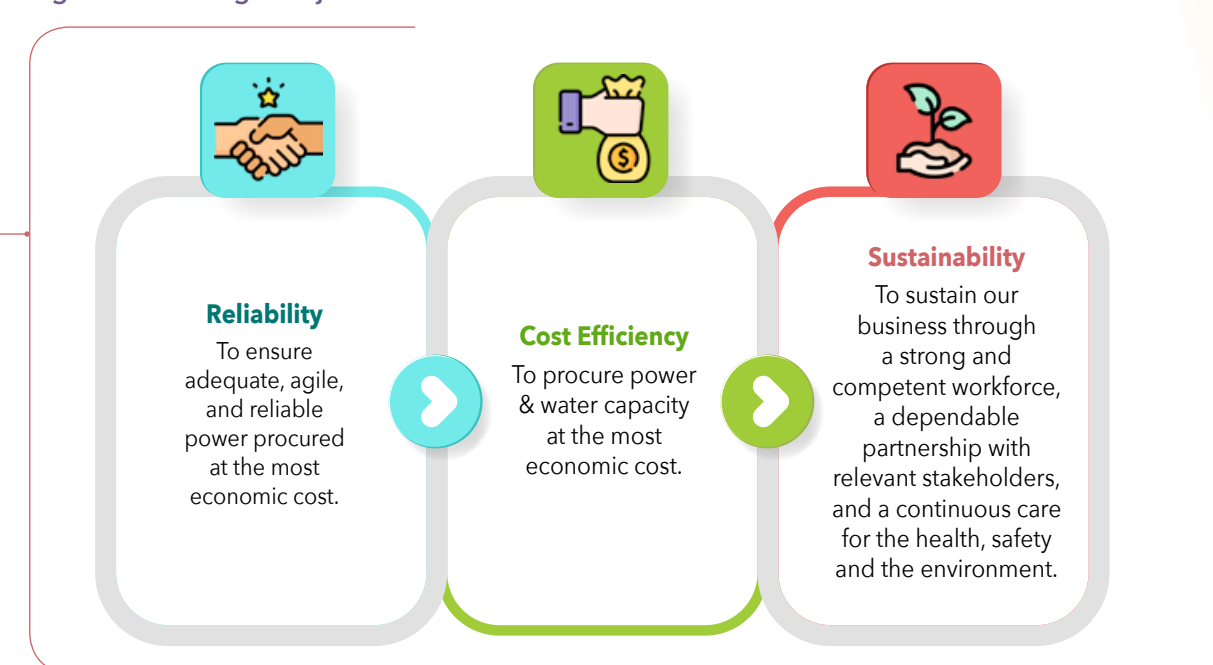 Reliability
To ensure
adequate, agile,
and reliable
power procured
at the most
economic cost.
Cost Efficiency
To procure power
& water capacity
at the most
economic cost.
Sustainability
To sustain our
business through
a strong and
competent workforce,
a dependable
partnership with
relevant stakeholders,
and a continuous care
for the health, safety
and the environment.